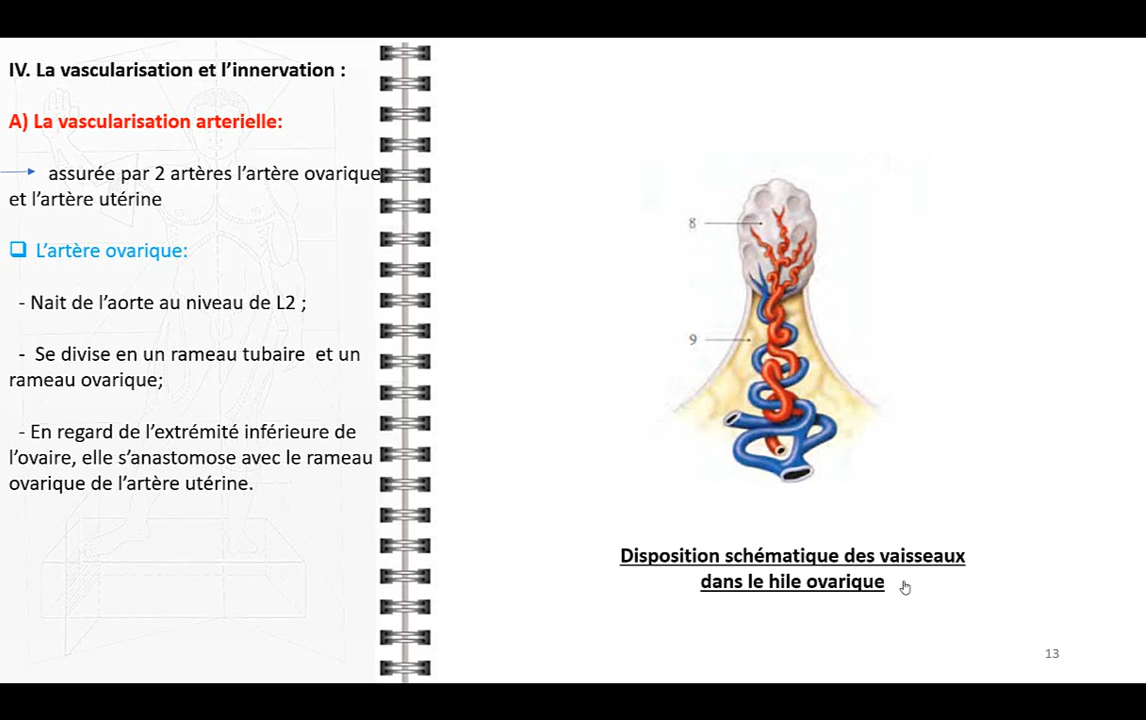 IV. La vascularisation et l’innervation :
A) La vascularisation arterielle:
assurée par 2 artères l’artère ovarique
et l’artère utérine
L’artère ovarique:
- Nait de l’aorte au niveau de L2 ;
- Se divise en un rameau tubaire et un
rameau ovarique;
- En regard de l’extrémité inférieure de
l’ovaire, elle s’anastomose avec le rameau
ovarique de l’artère utérine.
8
9
Disposition schématique des vaisseaux
dans le hile ovarique
13